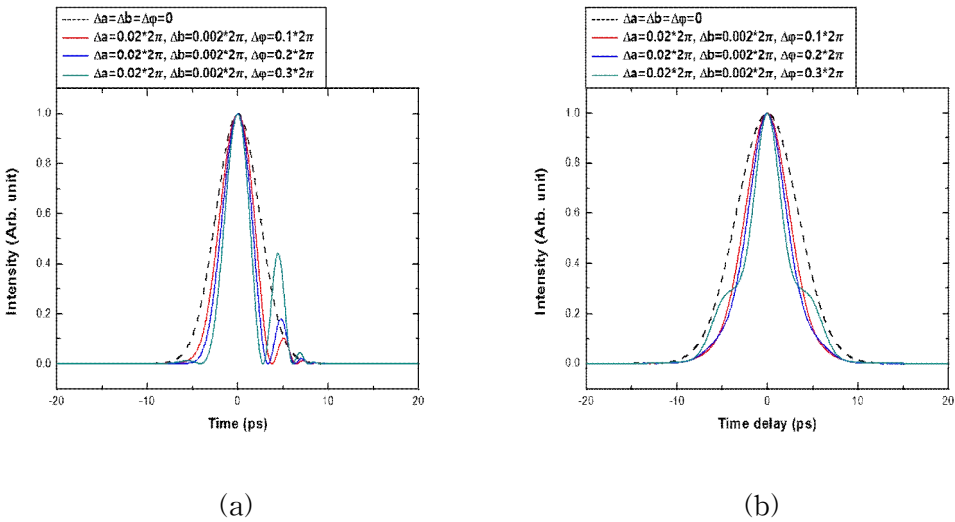 Δa=Δb=Δφ=0
Δa=0.02*2π, Δb=0.002*2π, Δφ=0.1*2π
Δa=0.02*2π, Δb=0.002*2π, Δφ=0.2*2π
Δa=0.02*2π, Δb=0.002*2π, Δφ=0.3*2π
1.0
0.8
0.6
0.4
0.2
0.0
Intensity (Arb. unit)
-20 -10 0 10 20
Time (ps)
(a)
Δa=Δb=Δφ=0
Δa=0.02*2π, Δb=0.002*2π, Δφ=0.1*2π
Δa=0.02*2π, Δb=0.002*2π, Δφ=0.2*2π
Δa=0.02*2π, Δb=0.002*2π, Δφ=0.3*2π
1.0
0.8
0.6
0.4
0.2
0.0
Intensity (Arb. unit)
-20 -10 0 10 20
Time delay (ps)
(b)